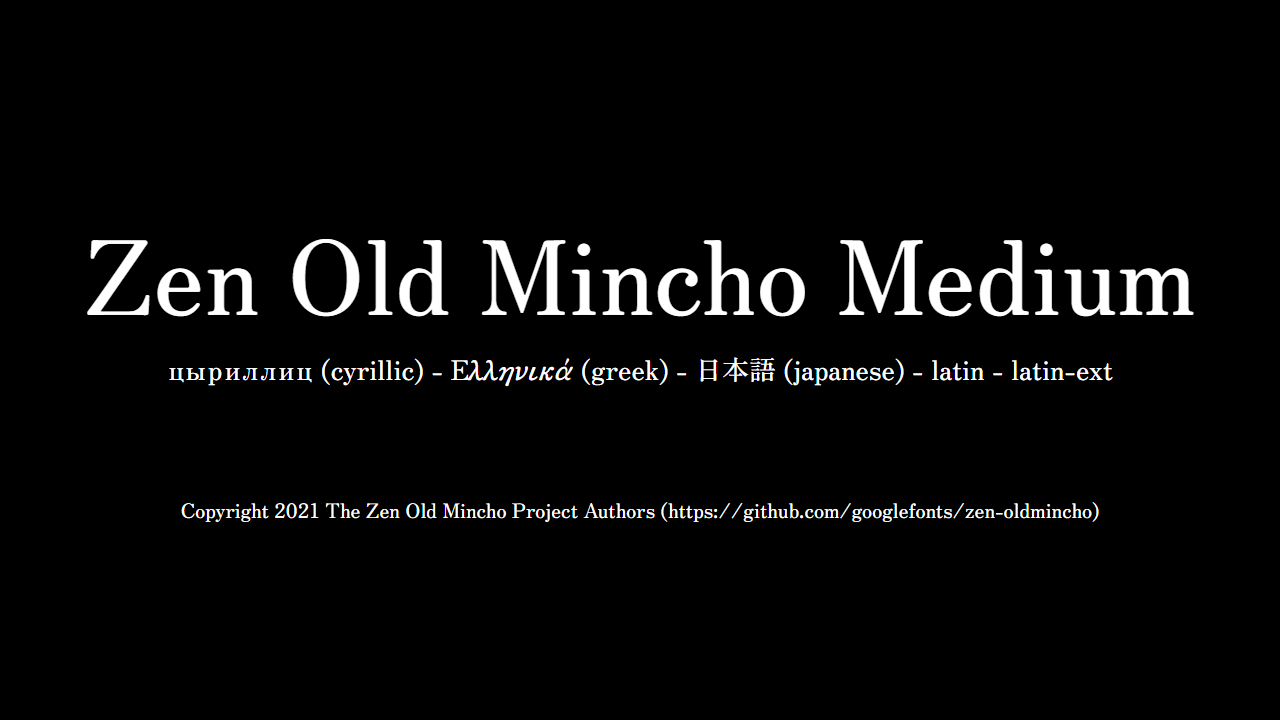 Zen Old Mincho Medium
цыриллиц (cyrillic) - Ελληνικά (greek) - 日本語 (japanese) - latin - latin-ext
Copyright 2021 The Zen Old Mincho Project Authors (https://github.com/googlefonts/zen-oldmincho)